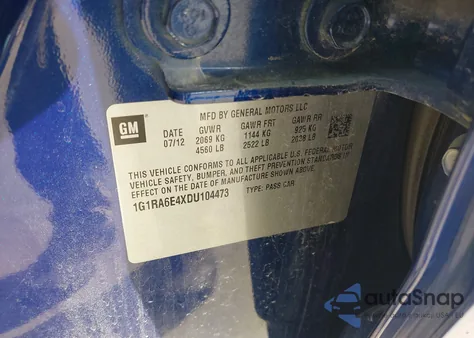 MFD BY GENERAL MOTORS LLC
GM
DATE GVWR GAWR FRT GAWR RR
07/12 2069 KG 1144 KG 925 KG
4560 LB 2522 LB 2038 LB
THIS VEHICLE CONFORMS TO ALL APPLICABLE U.S. FEDERAL MOTOR
VEHICLE SAFETY, BUMPER, AND THEFT PREVENTION STANDARDS IN
EFFECT ON THE DATE OF MANUFACTURE SHOWN ABOVE.
1G1RA6E4XDU104473 TYPE: PASS CAR
autoSnap